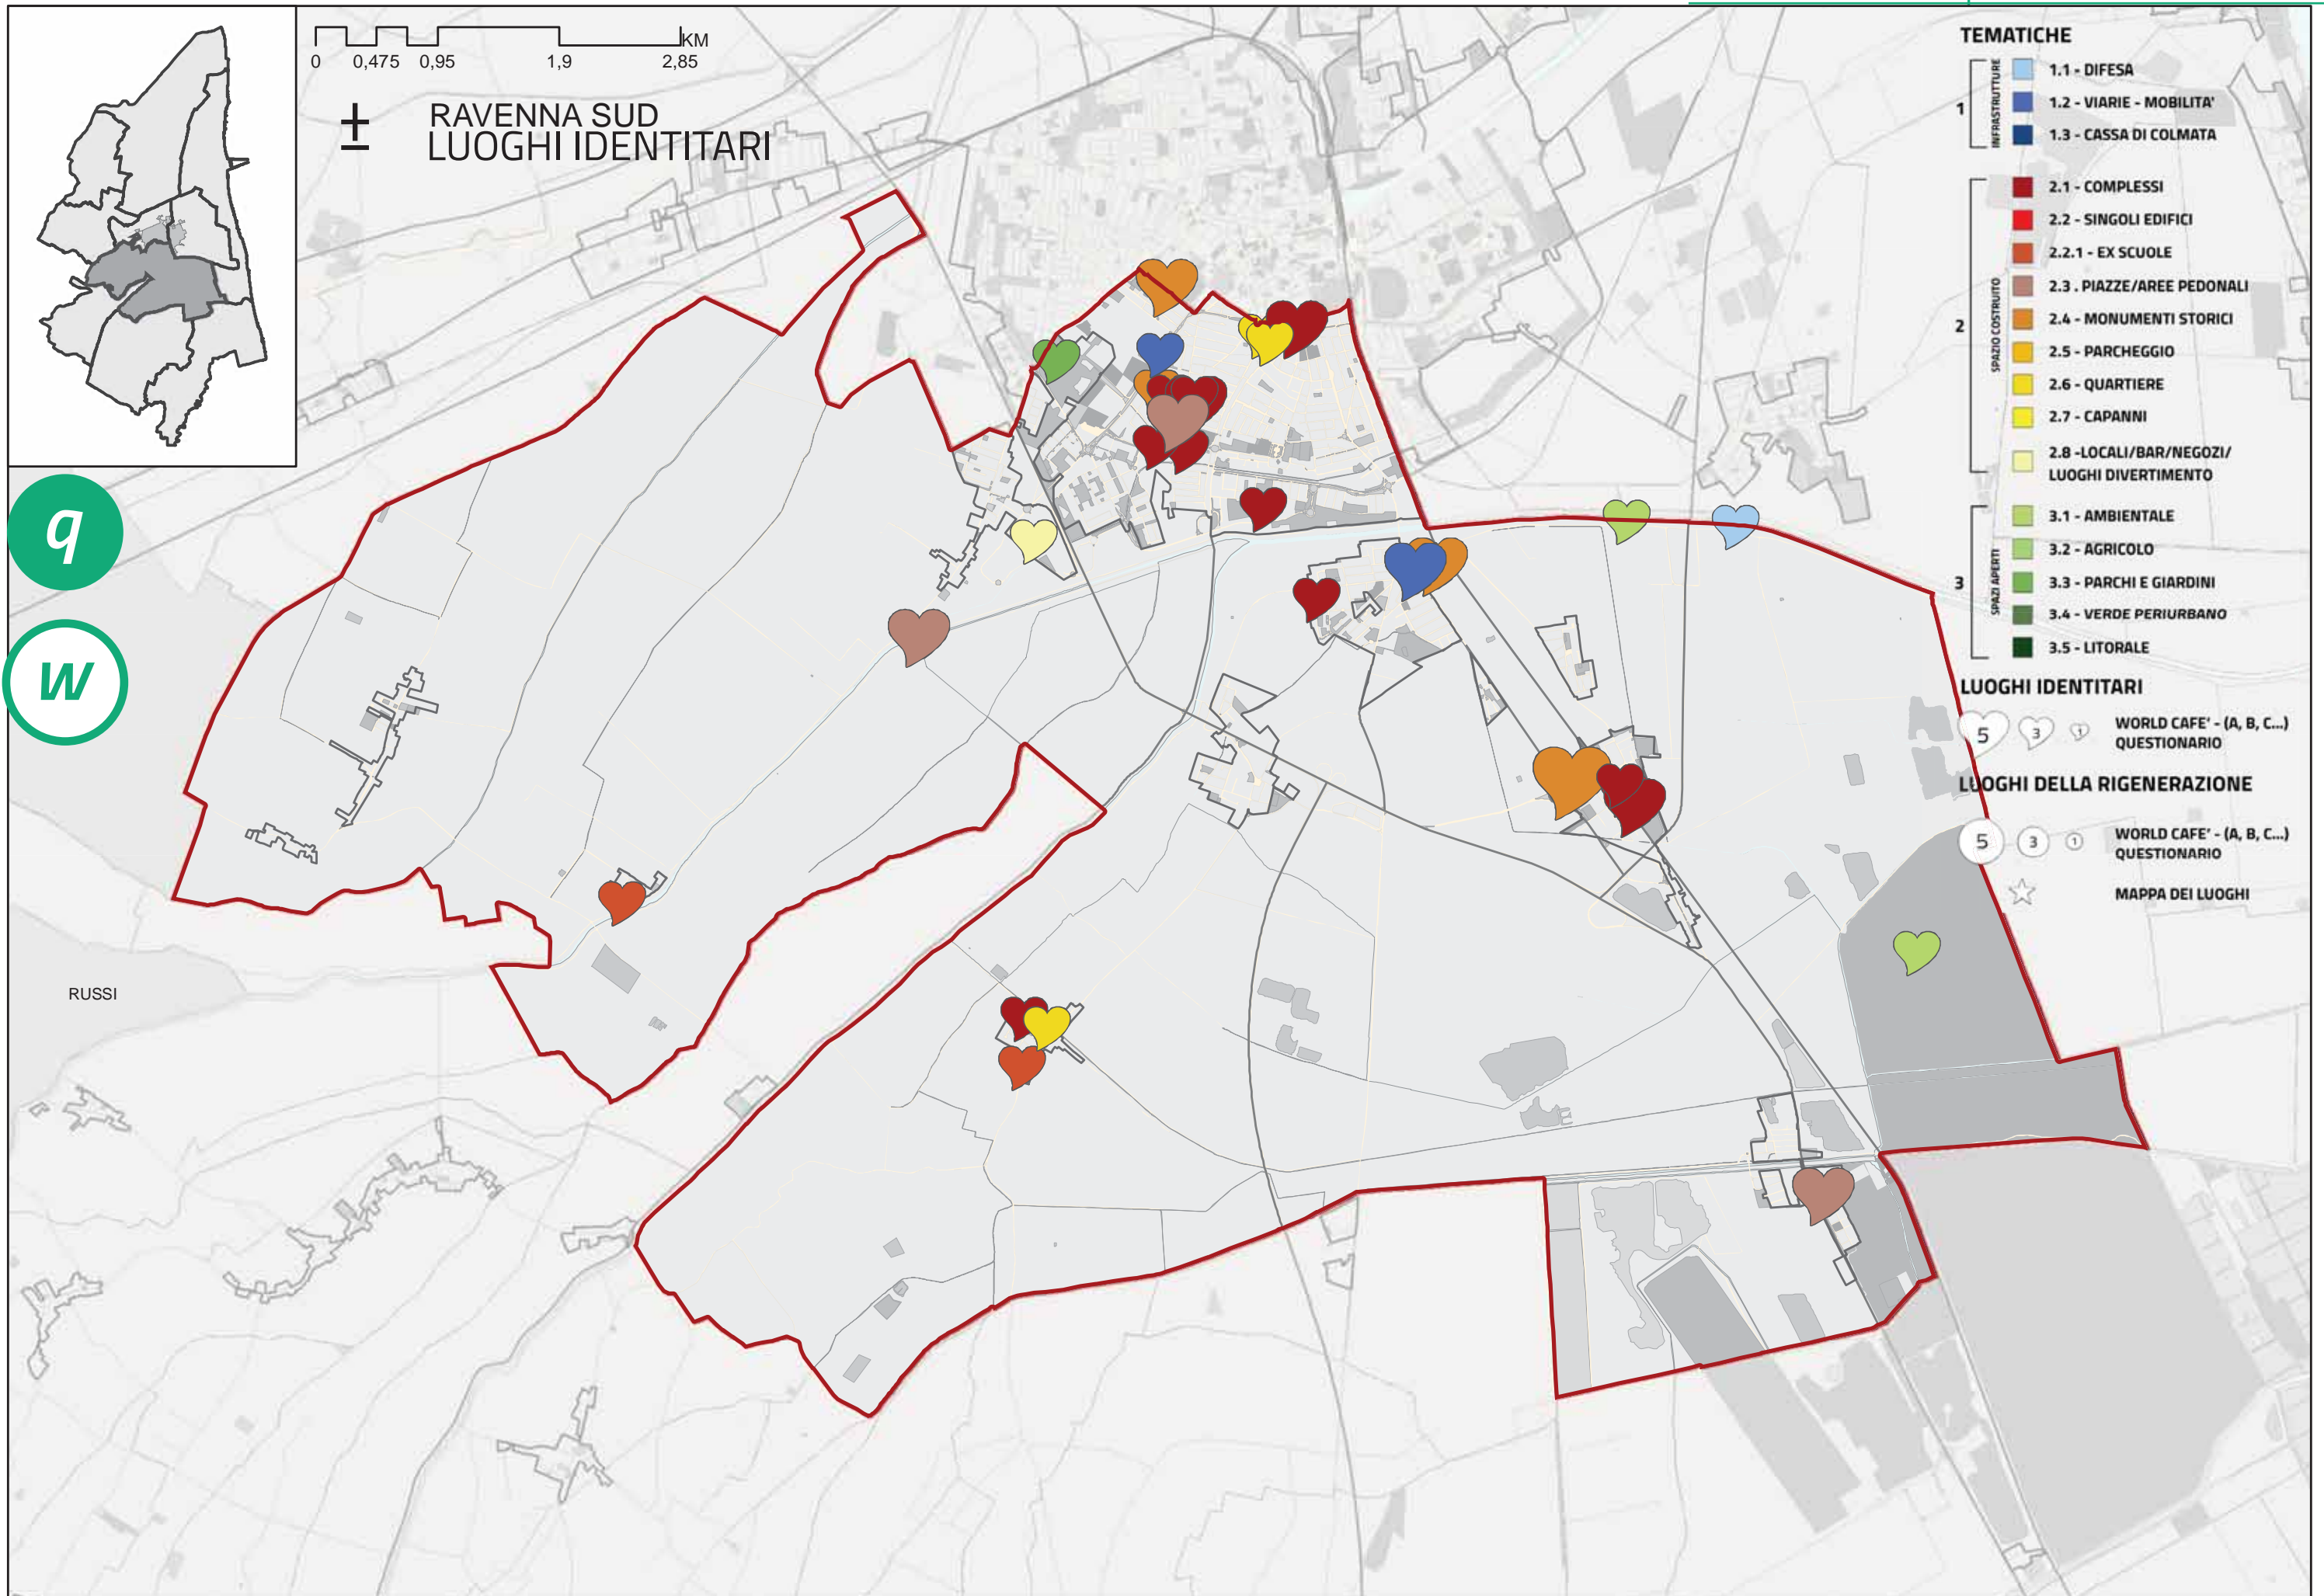 KM
0 0,475 0,95 1,9 2,85
±
RAVENNA SUD
LUOGHI IDENTITARI
q
w
RUSSI
TEMATICHE
1
INFRASTRUTTURE
1.1 - DIFESA
1.2 - VIARIE - MOBILITA'
1.3 - CASSA DI COLMATA
2
SPAZIO COSTRUITO
2.1 - COMPLESSI
2.2 - SINGOLI EDIFICI
2.2.1 - EX SCUOLE
2.3 . PIAZZE/AREE PEDONALI
2.4 - MONUMENTI STORICI
2.5 - PARCHEGGIO
2.6 - QUARTIERE
2.7 - CAPANNI
2.8 -LOCALI/BAR/NEGOZI/
LUOGHI DIVERTIMENTO
3
SPAZI APERTI
3.1 - AMBIENTALE
3.2 - AGRICOLO
3.3 - PARCHI E GIARDINI
3.4 - VERDE PERIURBANO
3.5 - LITORALE
LUOGHI IDENTITARI
5 3 1
WORLD CAFE' - (A, B, C...)
QUESTIONARIO
LUOGHI DELLA RIGENERAZIONE
5 3 1
WORLD CAFE' - (A, B, C...)
QUESTIONARIO
MAPPA DEI LUOGHI